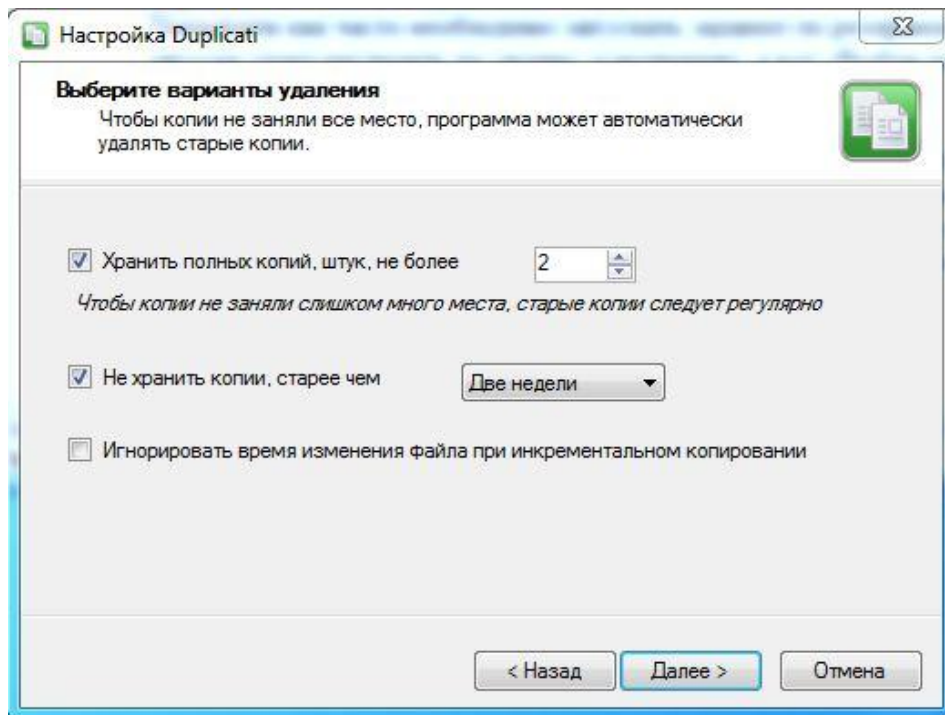 Настройка Duplicati
Выберите варианты удаления
Чтобы копии не заняли все место, программа может автоматически
удалять старые копии.
Хранить полных копий, штук, не более 2
Чтобы копии не заняли слишком много места, старые копии следует регулярно
Не хранить копии, старее чем Две недели
Игнорировать время изменения файла при инкрементальном копировании
< Назад Далее > Отмена